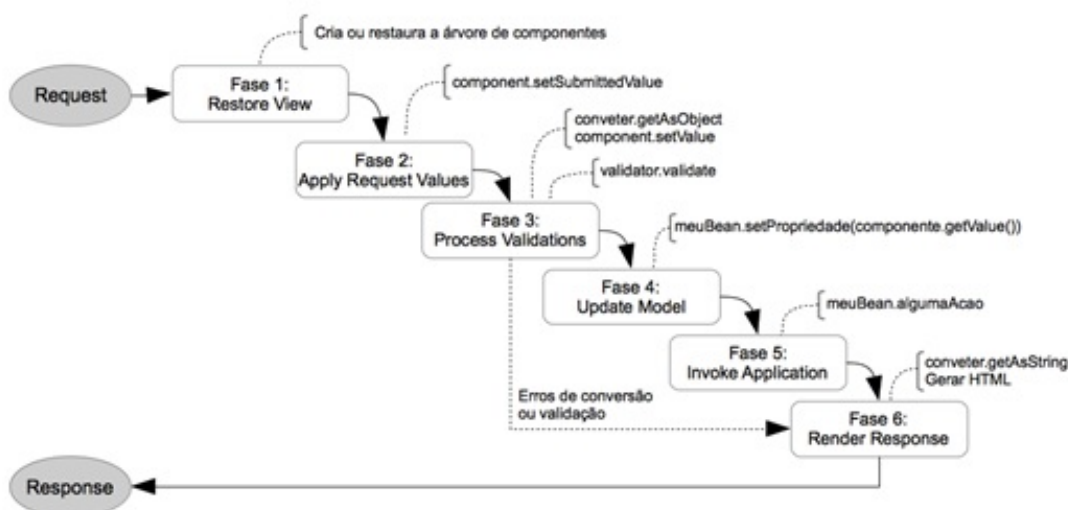 Cria ou restaura a árvore de componentes
Request
Fase 1:
Restore View
component.setSubmittedValue
Fase 2:
Apply Request Values
conveter.getAsObject
component.setValue
validator.validate
Fase 3:
Process Validations
meuBean.setPropriedade(componente.getValue())
Fase 4:
Update Model
meuBean.algumaAcao
Fase 5:
Invoke Application
conveter.getAsString
Gerar HTML
Erros de conversão
ou validação
Fase 6:
Render Response
Response